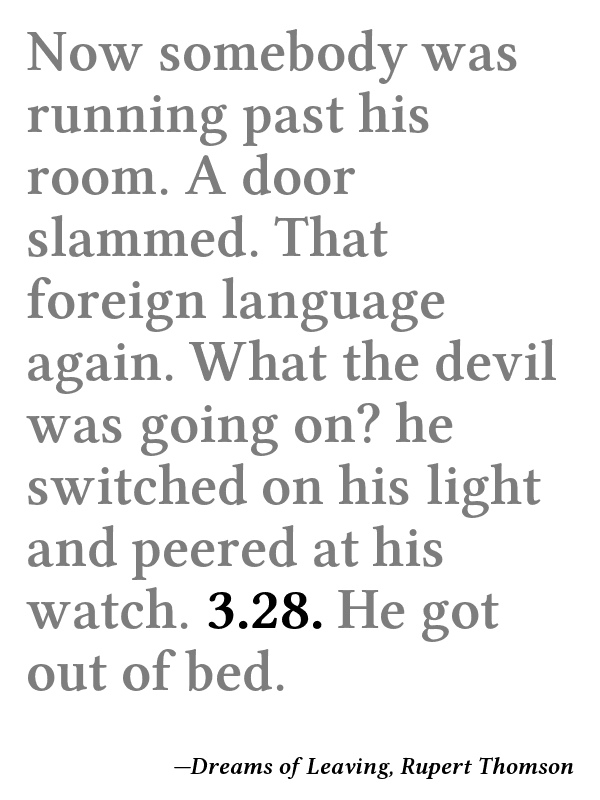 Now somebody was
running past his
room. A door
slammed. That
foreign language
again. What the devil
was going on? he
switched on his light
and peered at his
watch. 3.28. He got
out of bed.
—Dreams of Leaving, Rupert Thomson